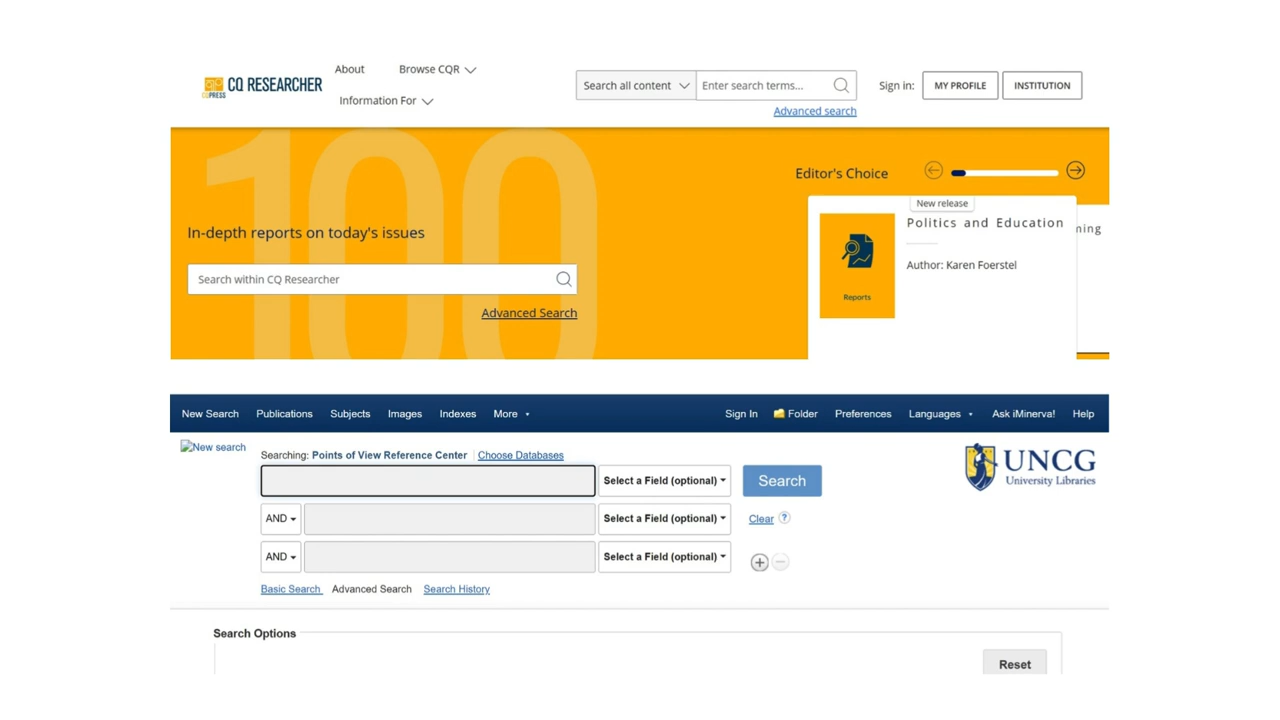 About
Browse CQR
CQ PRESS
CQ RESEARCHER
Information For
Search all content
Enter search terms...
Advanced search
Sign in:
MY PROFILE
INSTITUTION
100
In-depth reports on today's issues
Search within CQ Researcher
Advanced Search
Editor's Choice
New release
Politics and Education
Author: Karen Foerstel
Reports
New Search Publications Subjects Images Indexes More
Sign In Folder Preferences Languages Ask iMinerva! Help
New search
Searching: Points of View Reference Center Choose Databases
Select a Field (optional) Search
AND Select a Field (optional) Clear ?
AND Select a Field (optional)
Basic Search Advanced Search Search History
UNCG
University Libraries
Search Options
Reset